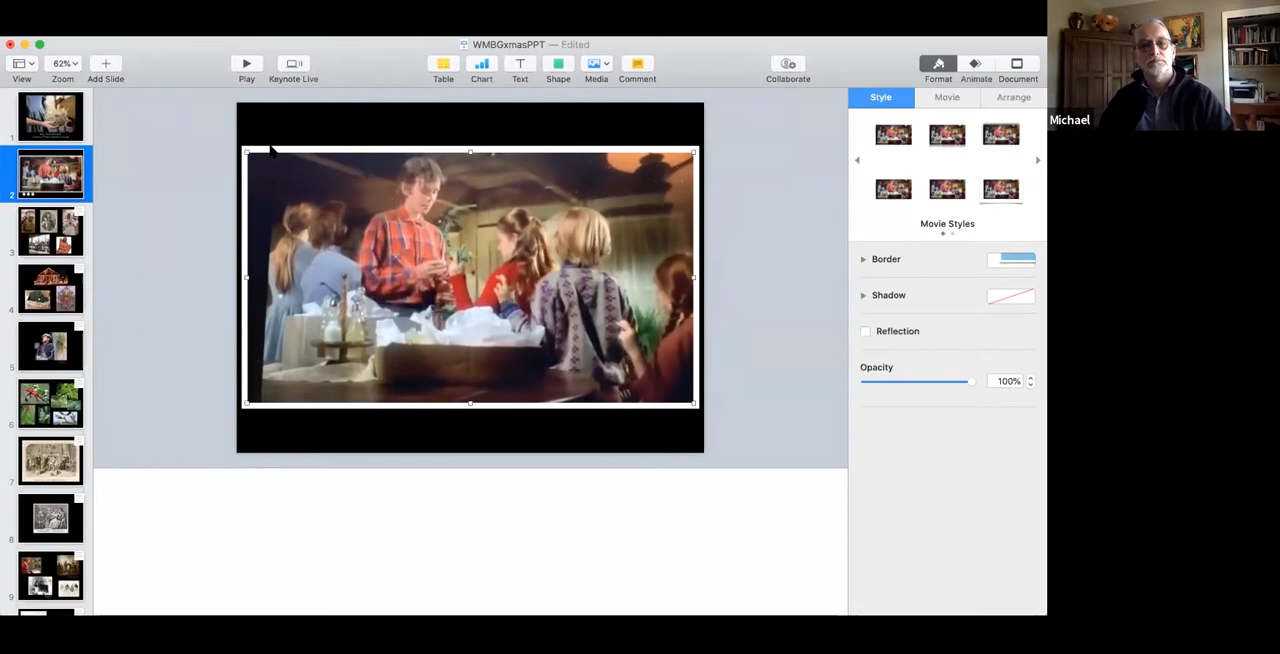 WMBGxmasPPT — Edited
62%
View
Zoom
Add Slide
Play
Keynote Live
Table
Chart
Text
Shape
Media
Comment
Collaborate
Format
Animate
Document
Style
Movie
Arrange
Movie Styles
Border
Shadow
Reflection
Opacity
100%
1
2
3
4
5
6
7
8
9
Michael